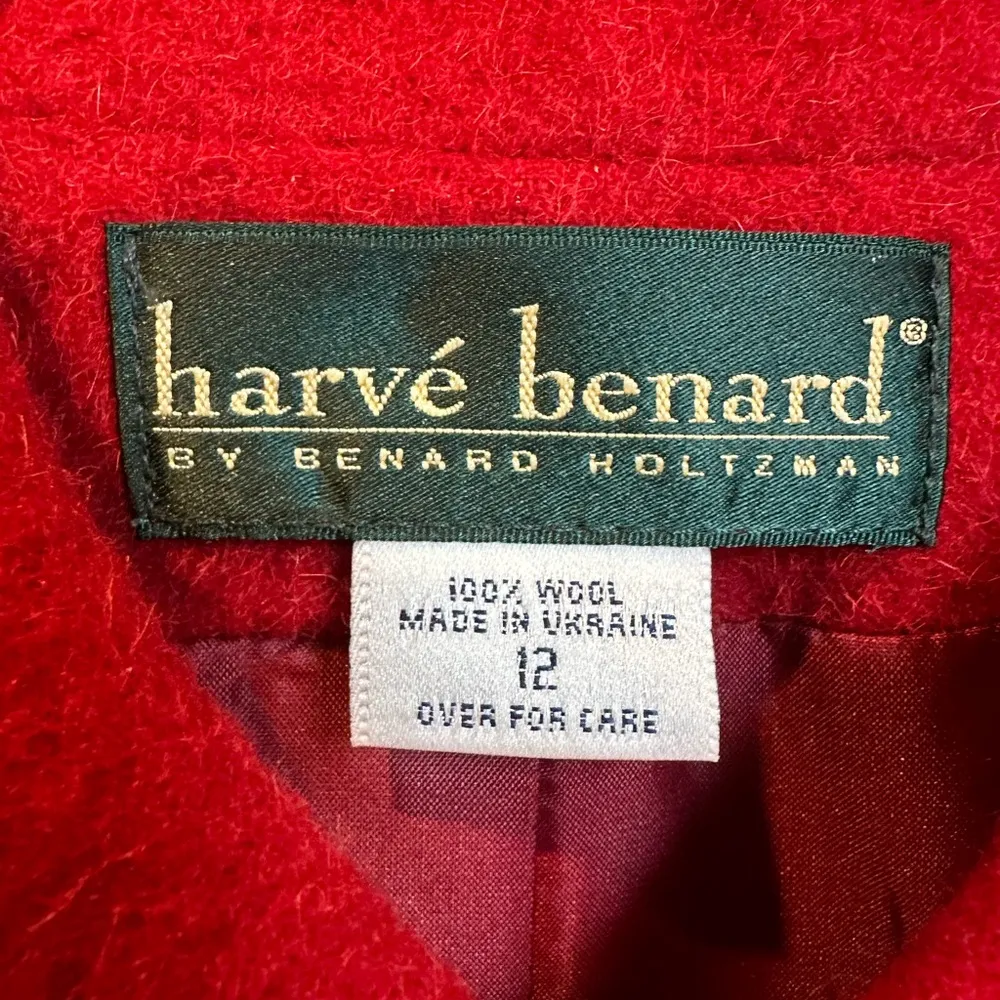 harvé benard®
BY BENARD HOLTZMAN
100% WOOL
MADE IN UKRAINE
12
OVER FOR CARE